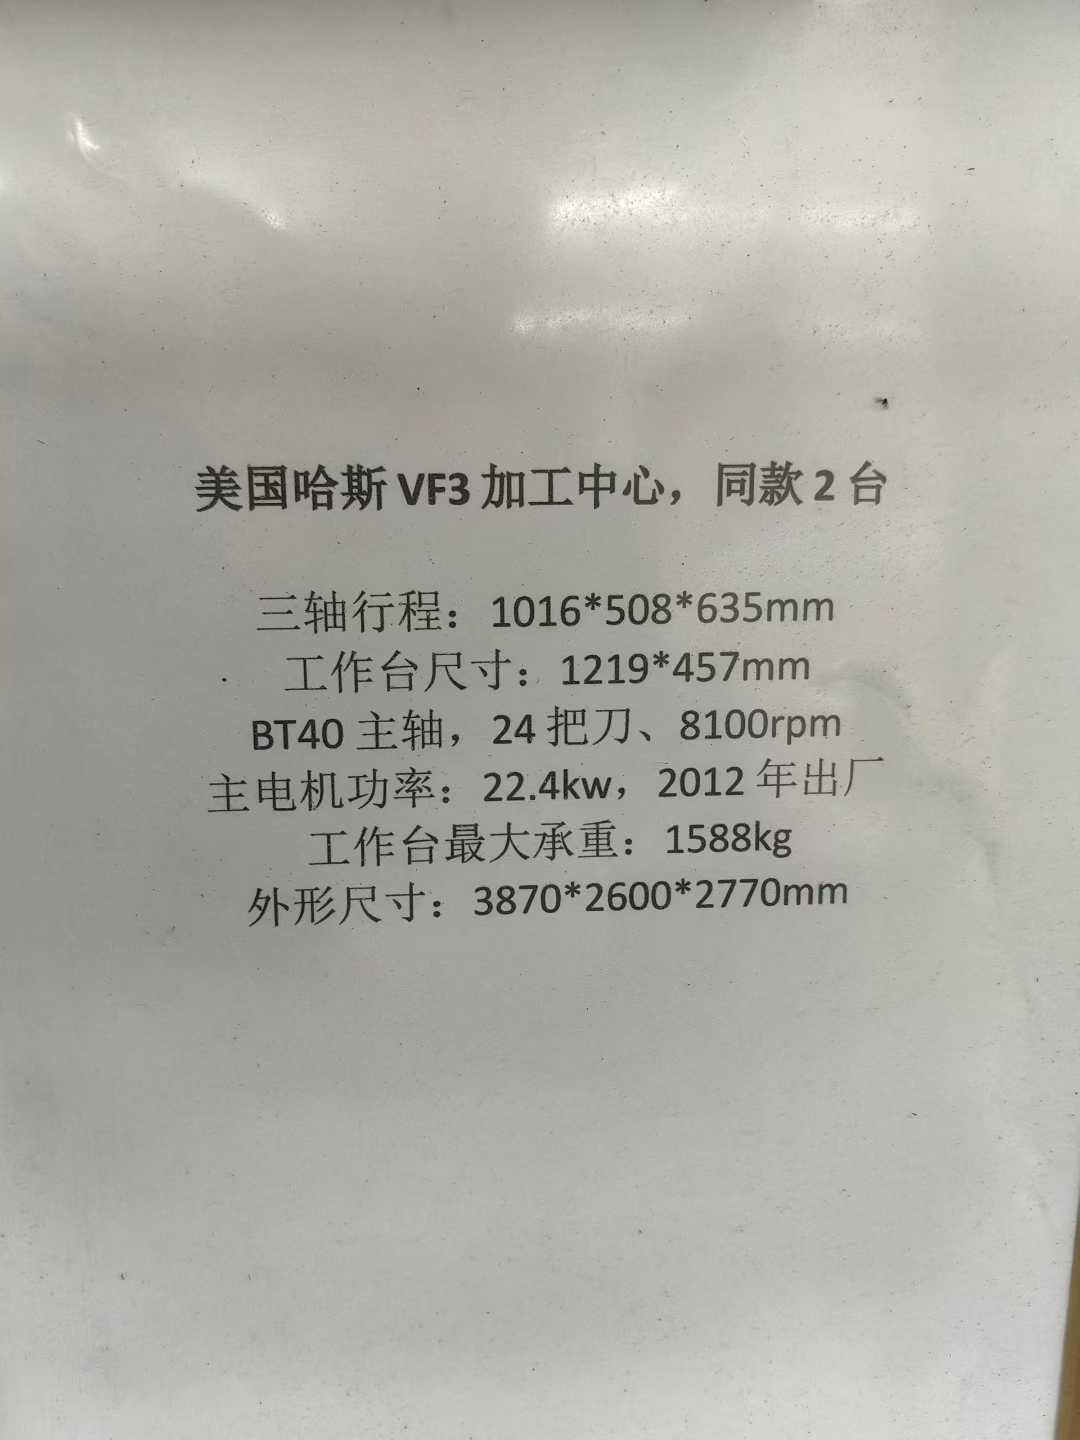 美国哈斯 VF3 加工中心，同款 2 台
三轴行程：1016*508*635mm
工作台尺寸：1219*457mm
BT40 主轴，24 把刀、8100rpm
主电机功率：22.4kw，2012 年出厂
工作台最大承重：1588kg
外形尺寸：3870*2600*2770mm